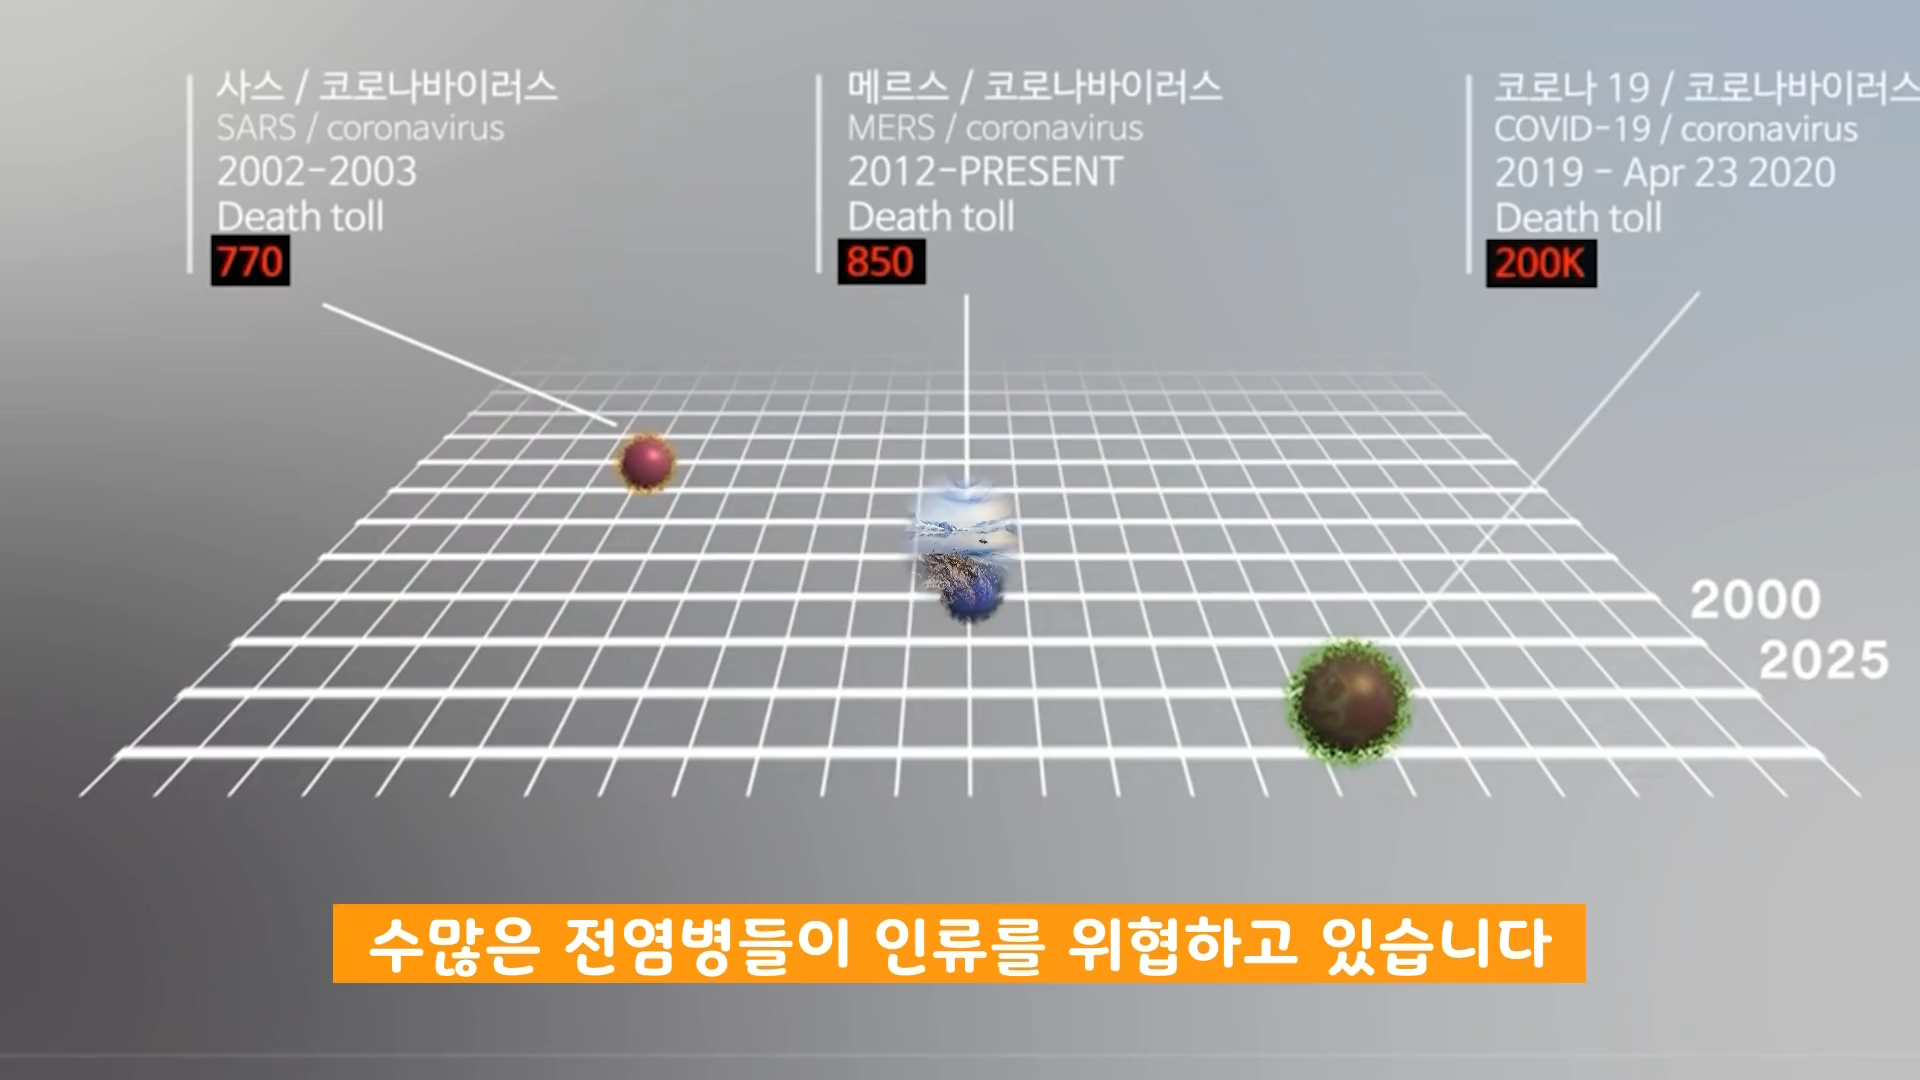 사스 / 코로나바이러스
SARS / coronavirus
2002-2003
Death toll
770
메르스 / 코로나바이러스
MERS / coronavirus
2012-PRESENT
Death toll
850
코로나 19 / 코로나바이러스
COVID-19 / coronavirus
2019 - Apr 23 2020
Death toll
200K
2000
2025
수많은 전염병들이 인류를 위협하고 있습니다